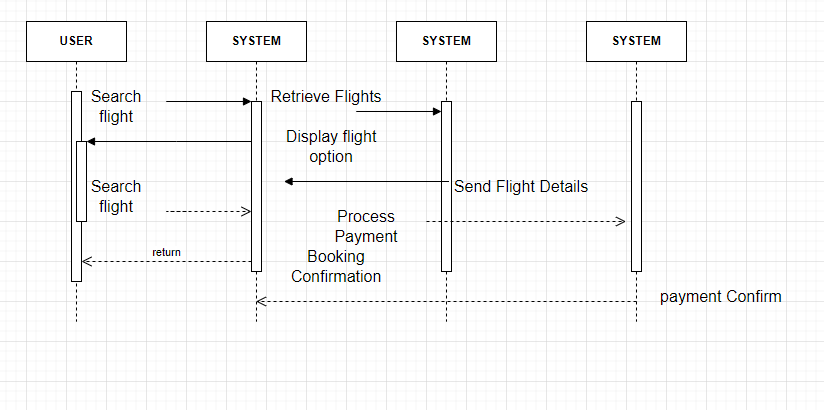 USER
SYSTEM
SYSTEM
SYSTEM
Search
flight
Retrieve Flights
Display flight
option
Search
flight
Send Flight Details
Process
Payment
return
Booking
Confirmation
payment Confirm